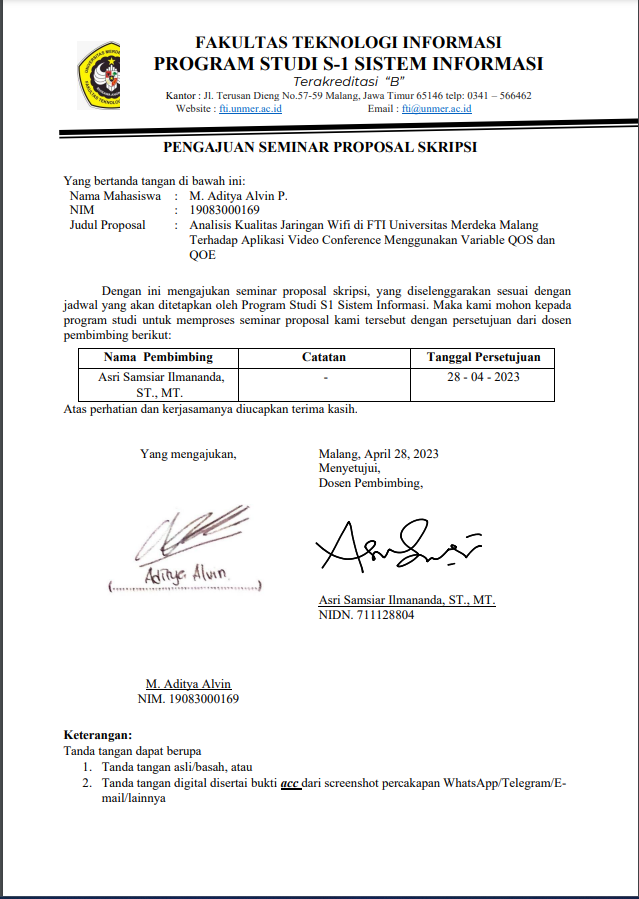 FAKULTAS TEKNOLOGI INFORMASI
PROGRAM STUDI S-1 SISTEM INFORMASI
Terakreditasi "B"
Kantor : Jl. Terusan Dieng No.57-59 Malang, Jawa Timur 65146 telp: 0341 – 566462
Website : fti.unmer.ac.id Email : fti@unmer.ac.id
PENGAJUAN SEMINAR PROPOSAL SKRIPSI
Yang bertanda tangan di bawah ini:
Nama Mahasiswa : M. Aditya Alvin P.
NIM : 19083000169
Judul Proposal : Analisis Kualitas Jaringan Wifi di FTI Universitas Merdeka Malang
Terhadap Aplikasi Video Conference Menggunakan Variable QOS dan
QOE
Dengan ini mengajukan seminar proposal skripsi, yang diselenggarakan sesuai dengan
jadwal yang akan ditetapkan oleh Program Studi S1 Sistem Informasi. Maka kami mohon kepada
program studi untuk memproses seminar proposal kami tersebut dengan persetujuan dari dosen
pembimbing berikut:
Nama Pembimbing Catatan Tanggal Persetujuan
Asri Samsiar Ilmananda, - 28 - 04 - 2023
ST., MT.
Atas perhatian dan kerjasamanya diucapkan terima kasih.
Yang mengajukan, Malang, April 28, 2023
Menyetujui,
Dosen Pembimbing,
Aditya Alvin
Asri Samsiar Ilmananda, ST., MT.
NIDN. 711128804
M. Aditya Alvin
NIM. 19083000169
Keterangan:
Tanda tangan dapat berupa
1. Tanda tangan asli/basah, atau
2. Tanda tangan digital disertai bukti acc dari screenshot percakapan WhatsApp/Telegram/E-
mail/lainnya